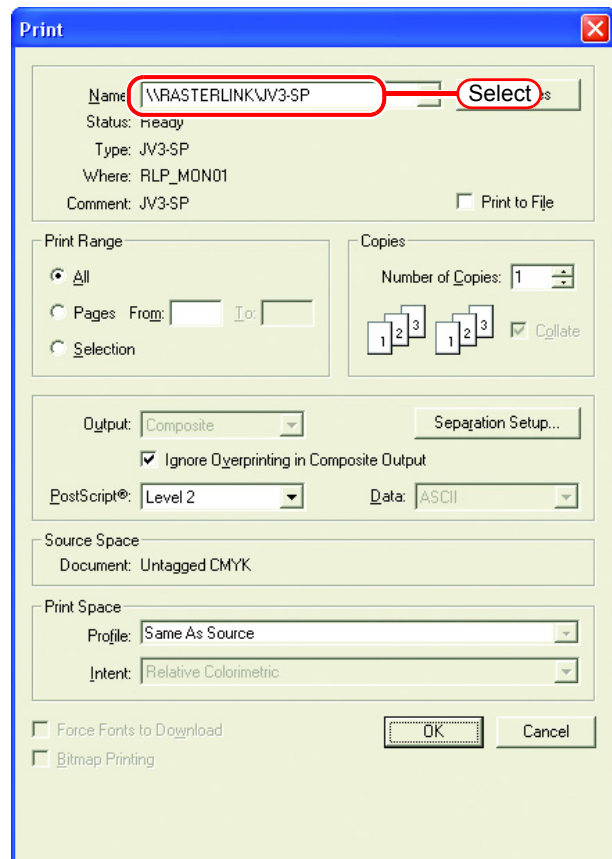 Print
Name: \\RASTERLINK\JV3-SP
Select
Status: Ready
Type: JV3-SP
Where: RLP_MON01
Comment: JV3-SP
Print to File
Print Range
All
Pages From: To:
Selection
Copies
Number of Copies: 1
1 2 3 1 2 3
Collate
Output: Composite
Separation Setup...
Ignore Overprinting in Composite Output
PostScript®: Level 2
Data: ASCII
Source Space
Document: Untagged CMYK
Print Space
Profile: Same As Source
Intent: Relative Colorimetric
Force Fonts to Download
Bitmap Printing
OK
Cancel